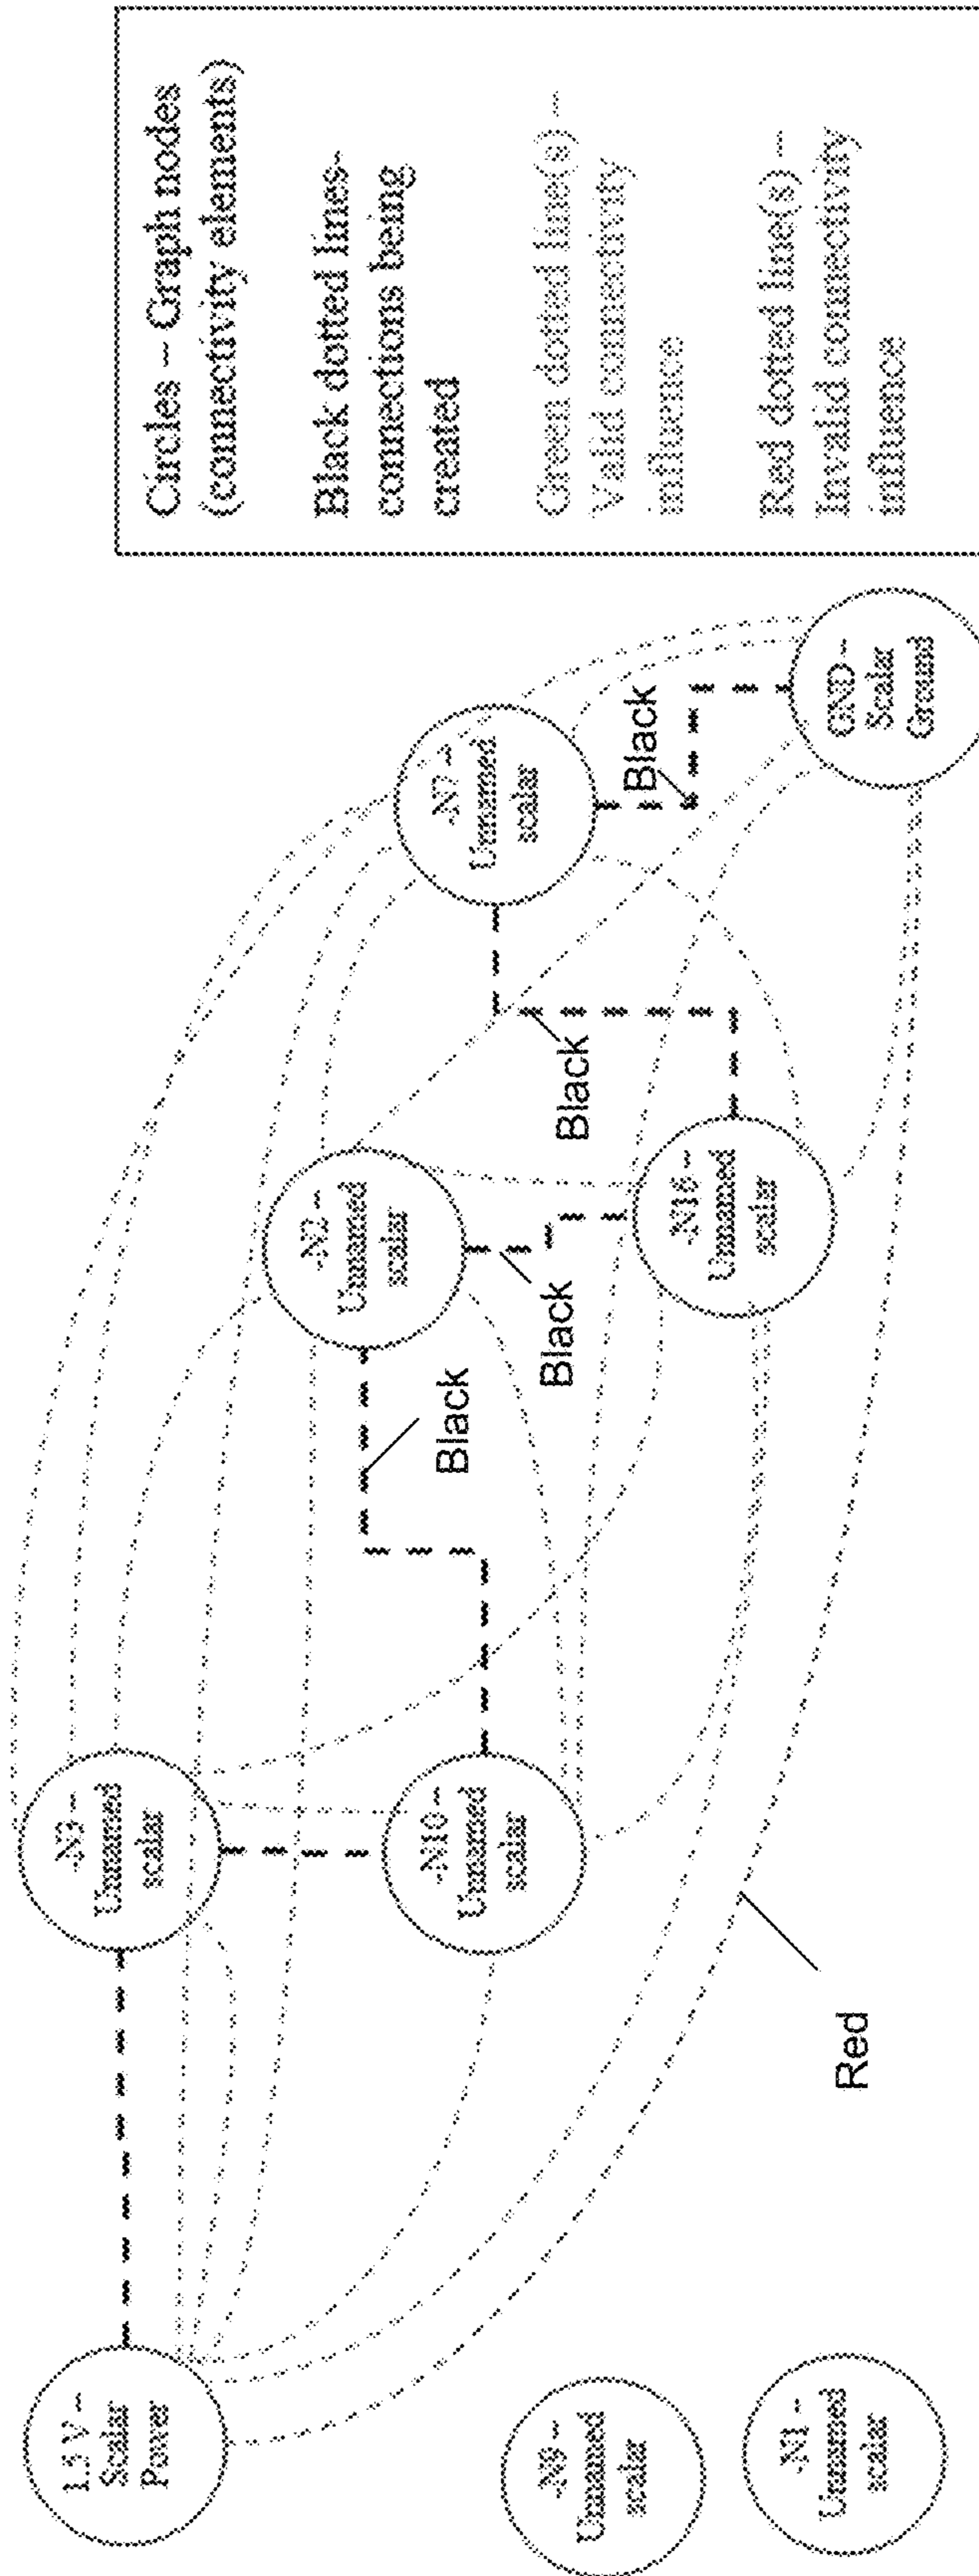 Circles -- Graph nodes
(connectivity elements)
Black dotted lines-
connections being
created
Green dotted line(s) --
Valid connectivity
influence
Red dotted line(s) --
Invalid connectivity
influence
1.5 V --
Scalar
Power
-N3 --
Unnamed
scalar
-N10 --
Unnamed
scalar
-N2 --
Unnamed
scalar
-N7 --
Unnamed
scalar
Unnamed
scalar
GND --
Scalar
Ground
-N9 --
Unnamed
scalar
-N1 --
Unnamed
scalar
Black
Black
Black
Black
Red